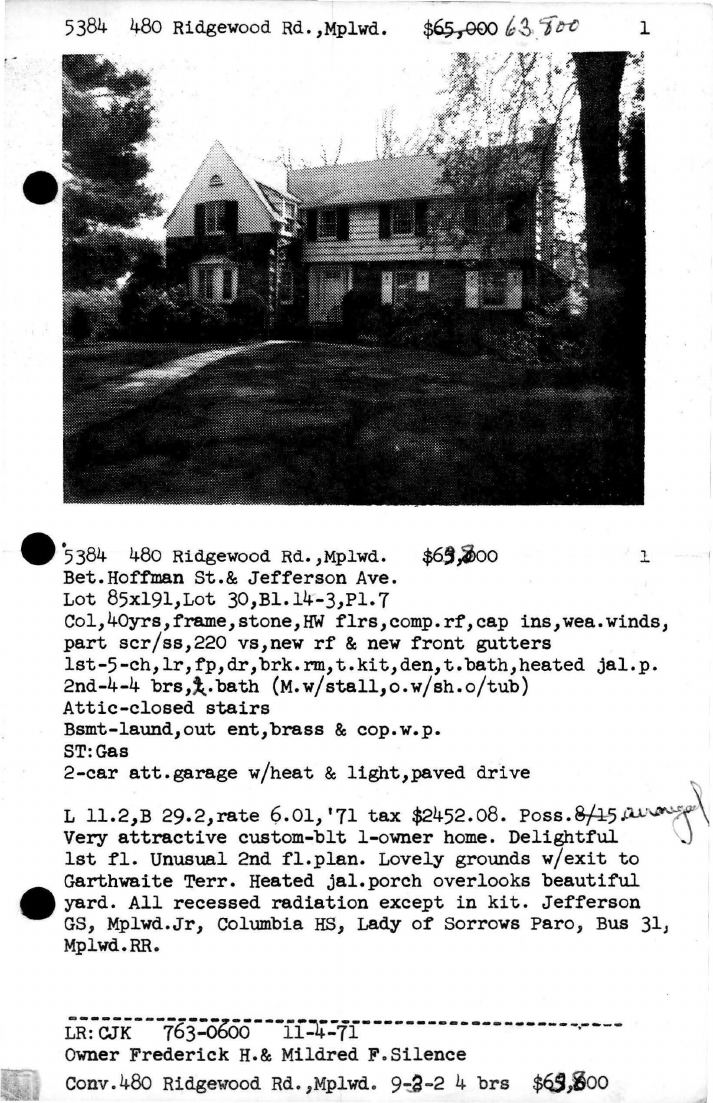 5384 480 Ridgewood Rd.,Mplwd. $65,000 63800 1
5384 480 Ridgewood Rd.,Mplwd. $63,800 1
Bet.Hoffman St.& Jefferson Ave.
Lot 85x191,Lot 30,Bl.14-3,Pl.7
Col,40yrs,frame,stone,HW flrs,comp.rf,cap ins,wea.winds,
part scr/ss,220 vs,new rf & new front gutters
1st-5-ch,lr,fp,dr,brk.rm,t.kit,den,t.bath,heated jal.p.
2nd-4-4 brs,t.bath (M.w/stall,o.w/sh.o/tub)
Attic-closed stairs
Bsmt-laund,out ent,brass & cop.w.p.
ST:Gas
2-car att.garage w/heat & light,paved drive
L 11.2,B 29.2,rate 6.01,'71 tax $2452.08. Poss.8/15.arranged
Very attractive custom-blt 1-owner home. Delightful
1st fl. Unusual 2nd fl.plan. Lovely grounds w/exit to
Garthwaite Terr. Heated jal.porch overlooks beautiful
yard. All recessed radiation except in kit. Jefferson
GS, Mplwd.Jr, Columbia HS, Lady of Sorrows Paro, Bus 31,
Mplwd.RR.
LR:CJK 763-0600 11-4-71
Owner Frederick H.& Mildred F.Silence
Conv.480 Ridgewood Rd.,Mplwd. 9-2-2 4 brs $63,800